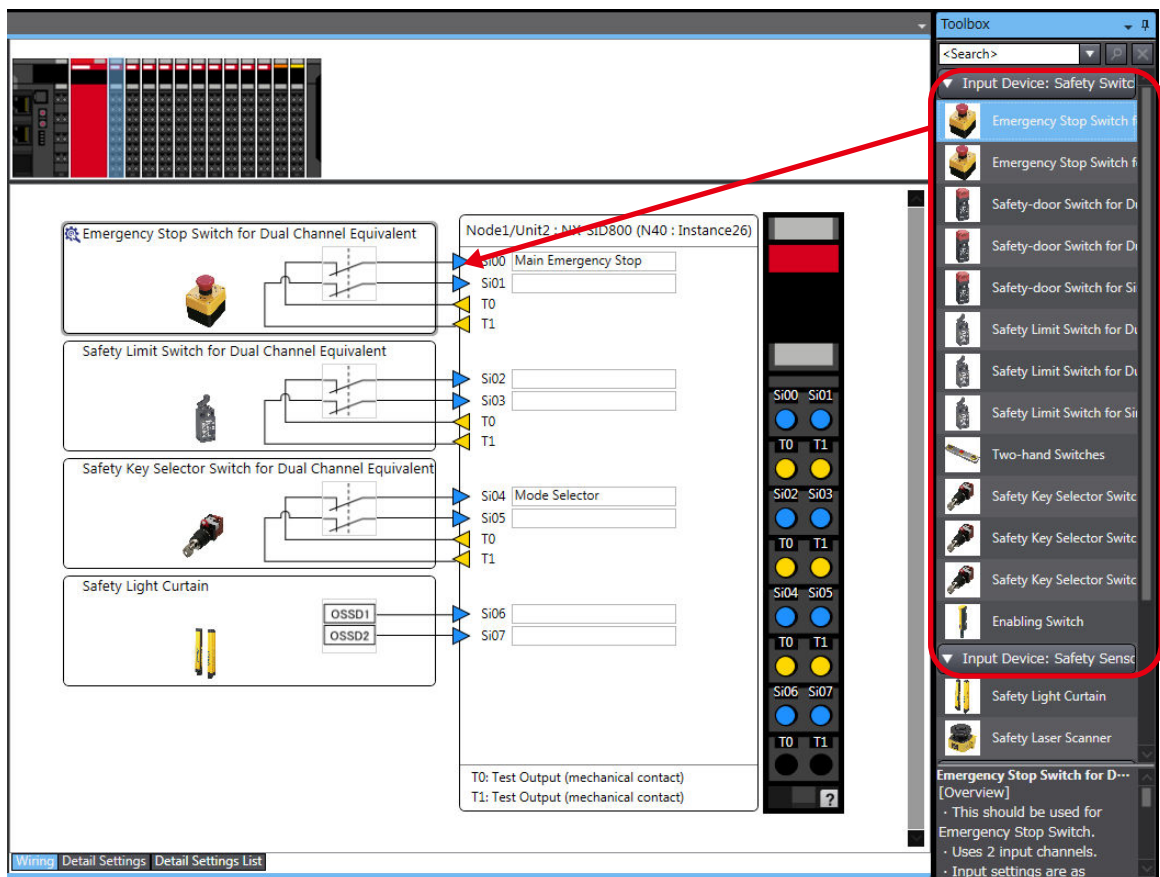 Toolbox
<Search>
Input Device: Safety Switc
Emergency Stop Switch f
Emergency Stop Switch f
Safety-door Switch for D
Safety-door Switch for D
Safety-door Switch for Si
Safety Limit Switch for Du
Safety Limit Switch for Du
Safety Limit Switch for Si
Two-hand Switches
Safety Key Selector Switc
Safety Key Selector Switc
Safety Key Selector Switc
Enabling Switch
Input Device: Safety Senso
Safety Light Curtain
Safety Laser Scanner
Emergency Stop Switch for D···
[Overview]
· This should be used for
Emergency Stop Switch.
· Uses 2 input channels.
· Input settings are as
Emergency Stop Switch for Dual Channel Equivalent
Safety Limit Switch for Dual Channel Equivalent
Safety Key Selector Switch for Dual Channel Equivalent
Safety Light Curtain
OSSD1
OSSD2
Node1/Unit2 : NX-SID800 (N40 : Instance26)
Si00 Main Emergency Stop
Si01
T0
T1
Si02
Si03
T0
T1
Si04 Mode Selector
Si05
T0
T1
Si06
Si07
T0: Test Output (mechanical contact)
T1: Test Output (mechanical contact)
Si00 Si01
T0 T1
Si02 Si03
T0 T1
Si04 Si05
T0 T1
Si06 Si07
T0 T1
?
Wiring Detail Settings Detail Settings List